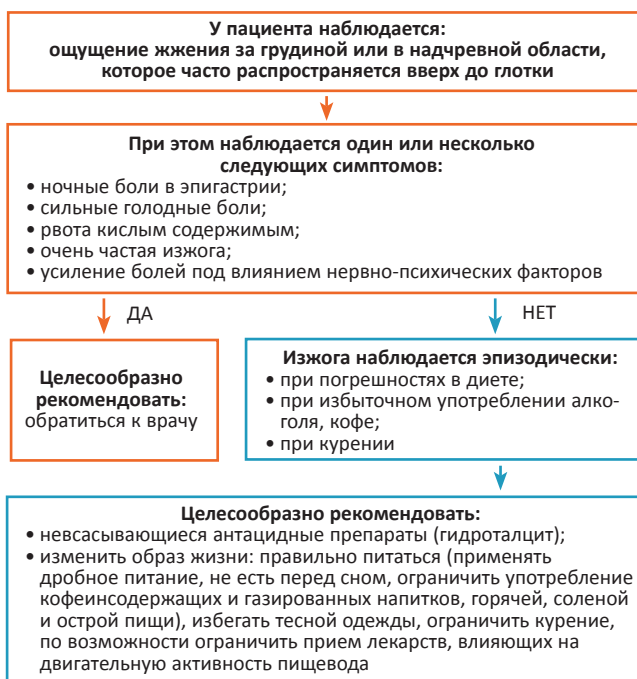 У пациента наблюдается:
ощущение жжения за грудиной или в надчревной области,
которое часто распространяется вверх до глотки
При этом наблюдается один или несколько
следующих симптомов:
• ночные боли в эпигастрии;
• сильные голодные боли;
• рвота кислым содержимым;
• очень частая изжога;
• усиление болей под влиянием нервно-психических факторов
ДА
НЕТ
Целесообразно
рекомендовать:
обратиться к врачу
Изжога наблюдается эпизодически:
• при погрешностях в диете;
• при избыточном употреблении алко-
голя, кофе;
• при курении
Целесообразно рекомендовать:
• невсасывающиеся антацидные препараты (гидроталцит);
• изменить образ жизни: правильно питаться (применять
дробное питание, не есть перед сном, ограничить употребление
кофеинсодержащих и газированных напитков, горячей, соленой
и острой пищи), избегать тесной одежды, ограничить курение,
по возможности ограничить прием лекарств, влияющих на
двигательную активность пищевода